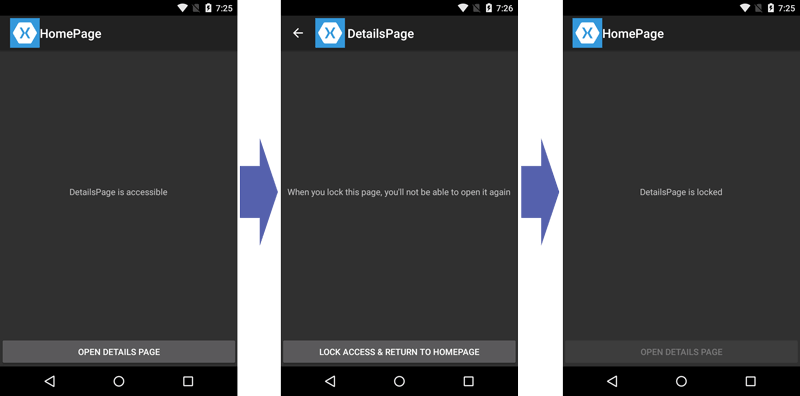 7:25
HomePage
DetailsPage is accessible
OPEN DETAILS PAGE
7:26
DetailsPage
When you lock this page, you'll not be able to open it again
LOCK ACCESS & RETURN TO HOMEPAGE
7:25
HomePage
DetailsPage is locked
OPEN DETAILS PAGE